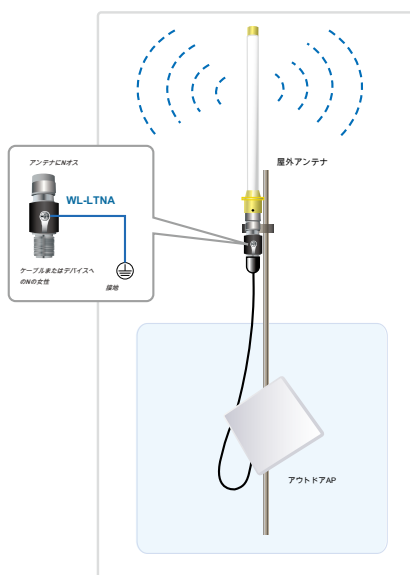 屋外アンテナ
アンテナにNオス
WL-LTNA
ケーブルまたはデバイスへ
のNの女性
接地
アウトドアAP